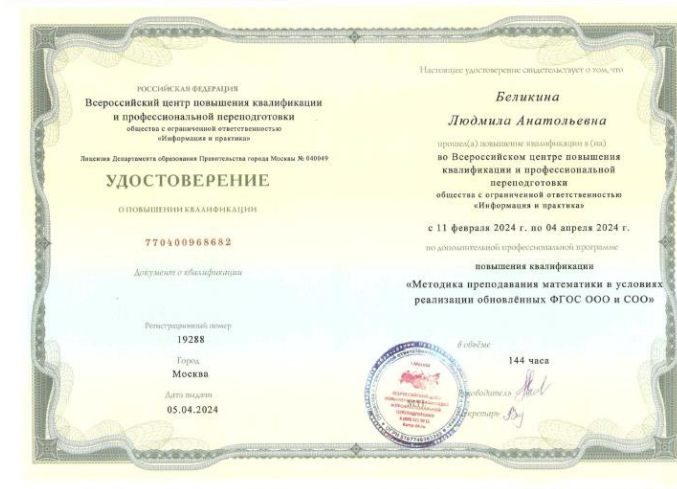 РОССИЙСКАЯ ФЕДЕРАЦИЯ
Всероссийский центр повышения квалификации
и профессиональной переподготовки
общества с ограниченной ответственностью
«Информация и практика»
Лицензия Департамента образования Правительства города Москвы № 040049
УДОСТОВЕРЕНИЕ
О ПОВЫШЕНИИ КВАЛИФИКАЦИИ
770400968682
Документ о квалификации
Регистрационный номер
19288
Город
Москва
Дата выдачи
05.04.2024
Настоящее удостоверение свидетельствует о том, что
Беликина
Людмила Анатольевна
прошел(а) повышение квалификации в (на)
во Всероссийском центре повышения
квалификации и профессиональной
переподготовки
общества с ограниченной ответственностью
«Информация и практика»
с 11 февраля 2024 г. по 04 апреля 2024 г.
по дополнительной профессиональной программе
повышения квалификации
«Методика преподавания математики в условиях
реализации обновлённых ФГОС ООО и СОО»
в объёме
144 часа